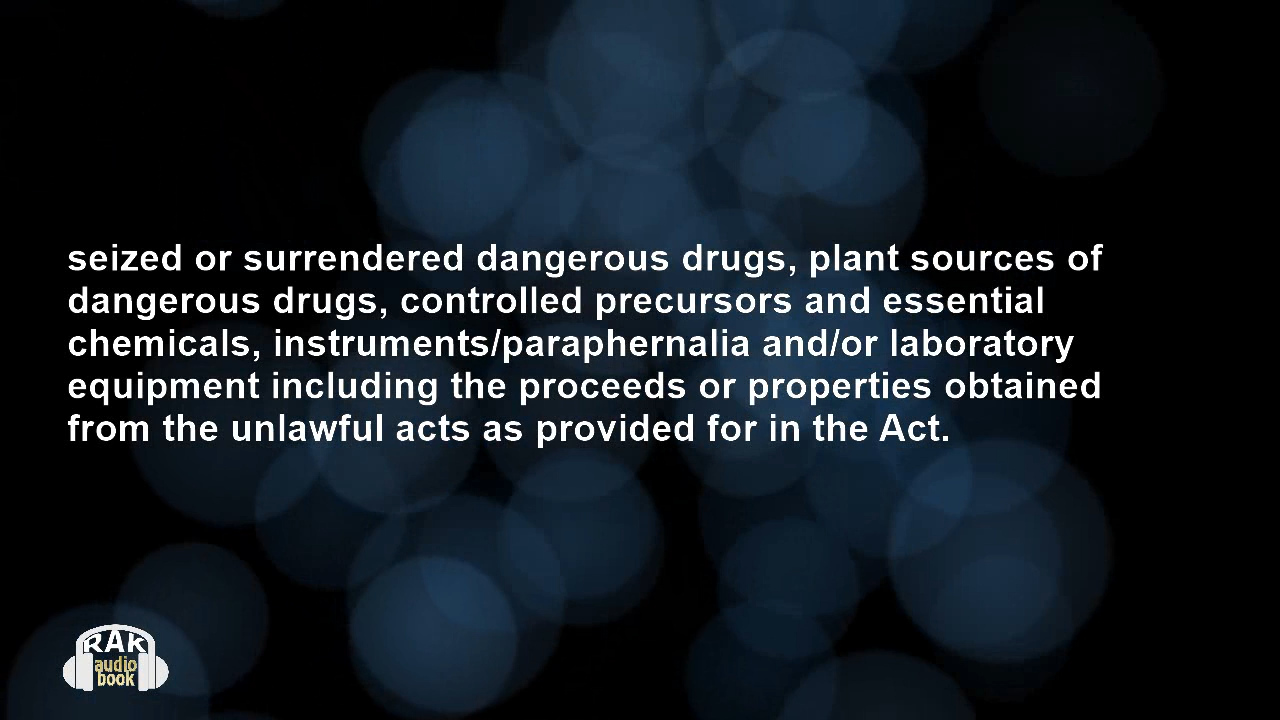 seized or surrendered dangerous drugs, plant sources of
dangerous drugs, controlled precursors and essential
chemicals, instruments/paraphernalia and/or laboratory
equipment including the proceeds or properties obtained
from the unlawful acts as provided for in the Act.
RAK
audio
book